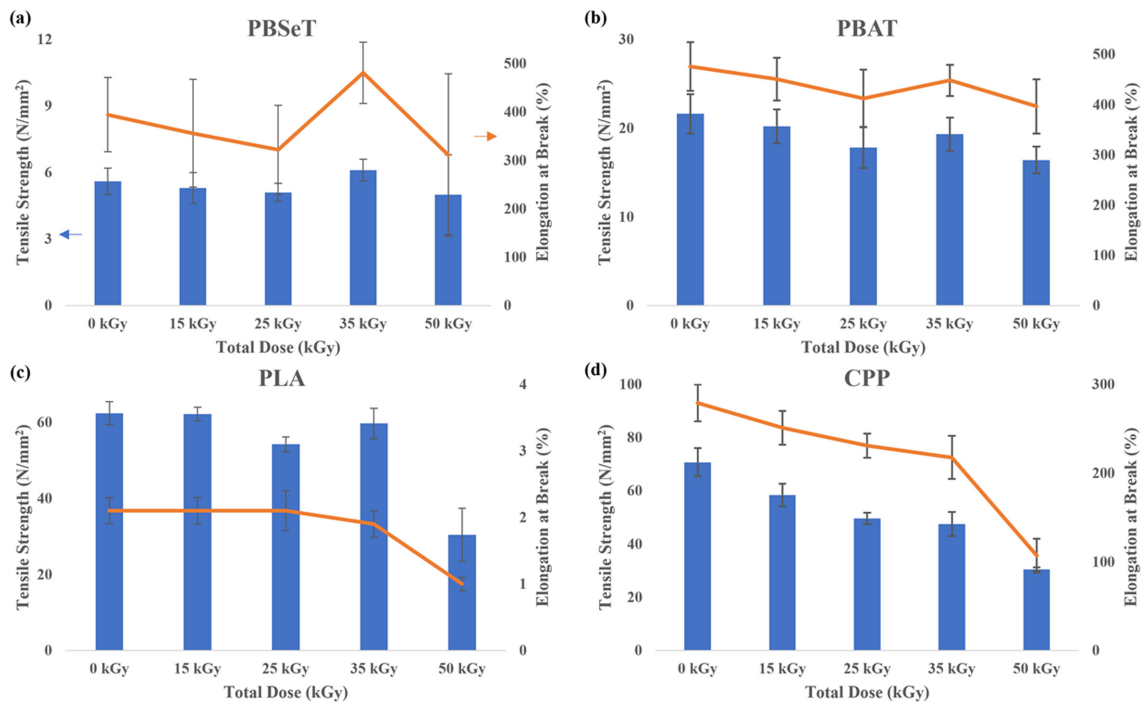 (a)
PBSeT
Tensile Strength (N/mm²)
12
9
6
3
0
500
400
300
200
100
0
Elongation at Break (%)
0 kGy 15 kGy 25 kGy 35 kGy 50 kGy
Total Dose (kGy)
(b)
PBAT
Tensile Strength (N/mm²)
30
20
10
0
500
400
300
200
100
0
Elongation at Break (%)
0 kGy 15 kGy 25 kGy 35 kGy 50 kGy
Total Dose (kGy)
(c)
PLA
Tensile Strength (N/mm²)
60
40
20
0
4
3
2
1
0
Elongation at Break (%)
0 kGy 15 kGy 25 kGy 35 kGy 50 kGy
Total Dose (kGy)
(d)
CPP
Tensile Strength (N/mm²)
100
80
60
40
20
0
300
200
100
0
Elongation at Break (%)
0 kGy 15 kGy 25 kGy 35 kGy 50 kGy
Total Dose (kGy)